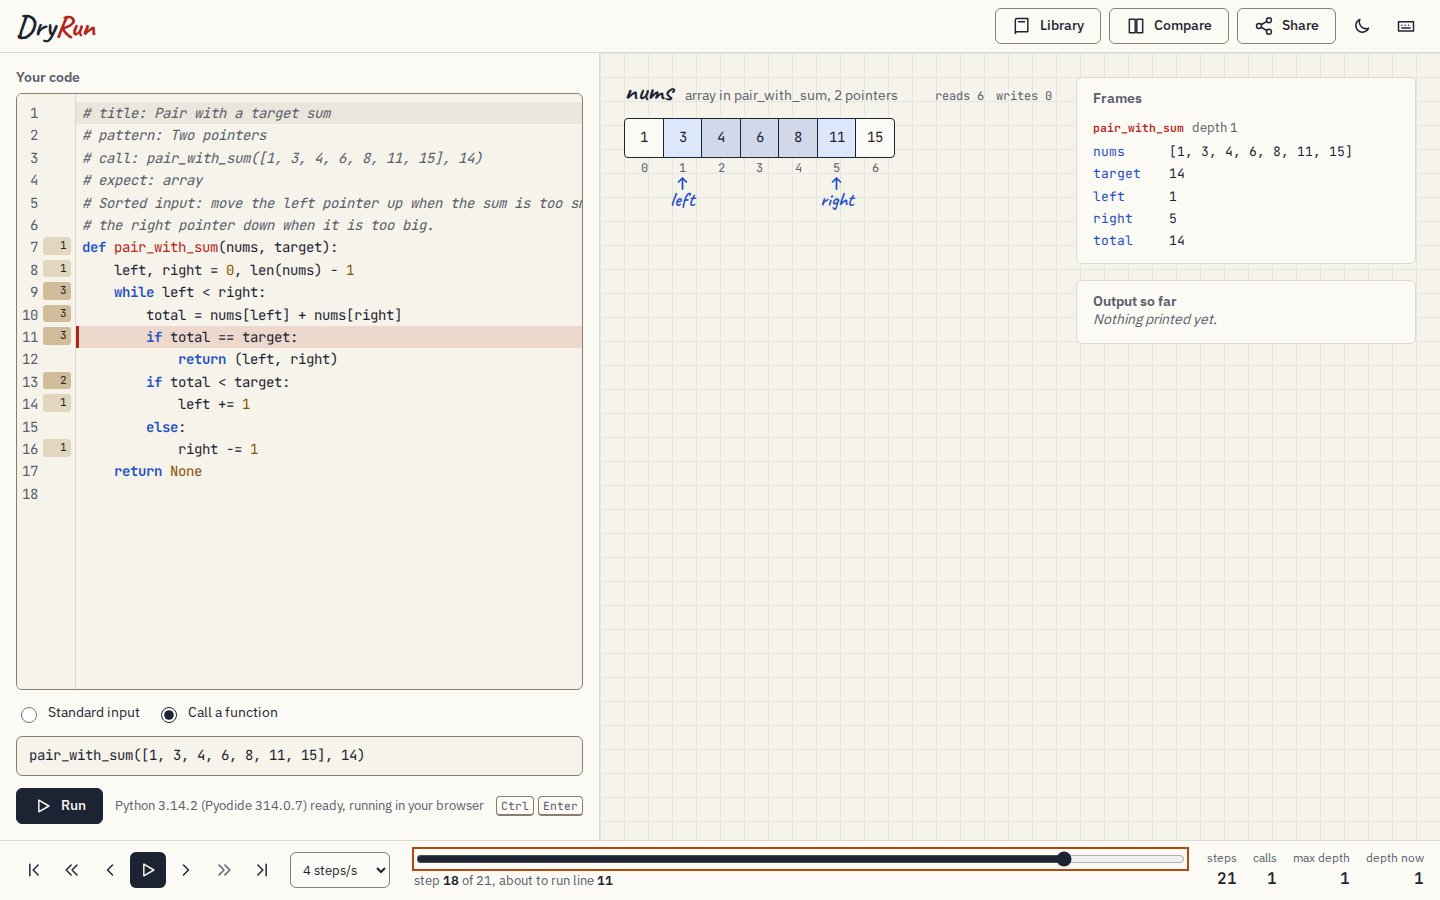 DryRun
Library
Compare
Share
Your code
1 # title: Pair with a target sum
2 # pattern: Two pointers
3 # call: pair_with_sum([1, 3, 4, 6, 8, 11, 15], 14)
4 # expect: array
5 # Sorted input: move the left pointer up when the sum is too
6 # the right pointer down when it is too big.
7 1 def pair_with_sum(nums, target):
8 1 left, right = 0, len(nums) - 1
9 3 while left < right:
10 3 total = nums[left] + nums[right]
11 3 if total == target:
12 return (left, right)
13 2 if total < target:
14 1 left += 1
15 else:
16 1 right -= 1
17 return None
18
Standard input
Call a function
pair_with_sum([1, 3, 4, 6, 8, 11, 15], 14)
Run
Python 3.14.2 (Pyodide 314.0.7) ready, running in your browser
Ctrl Enter
nums array in pair_with_sum, 2 pointers reads 6 writes 0
1 3 4 6 8 11 15
0 1 2 3 4 5 6
left right
Frames
pair_with_sum depth 1
nums [1, 3, 4, 6, 8, 11, 15]
target 14
left 1
right 5
total 14
Output so far
Nothing printed yet.
4 steps/s
step 18 of 21, about to run line 11
steps calls max depth depth now
21 1 1 1